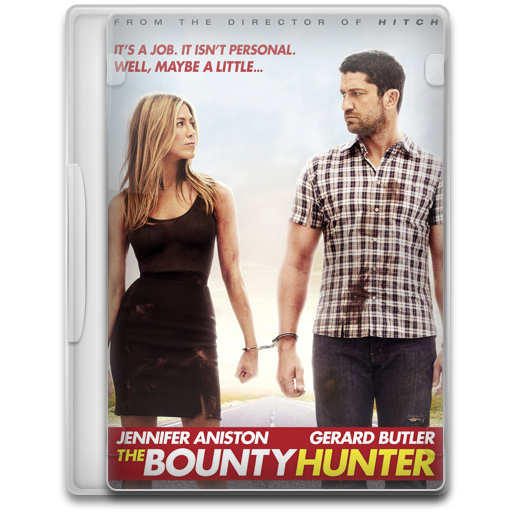 FROM THE DIRECTOR OF HITCH
IT'S A JOB. IT ISN'T PERSONAL.
WELL, MAYBE A LITTLE...
JENNIFER ANISTON GERARD BUTLER
THE BOUNTY HUNTER